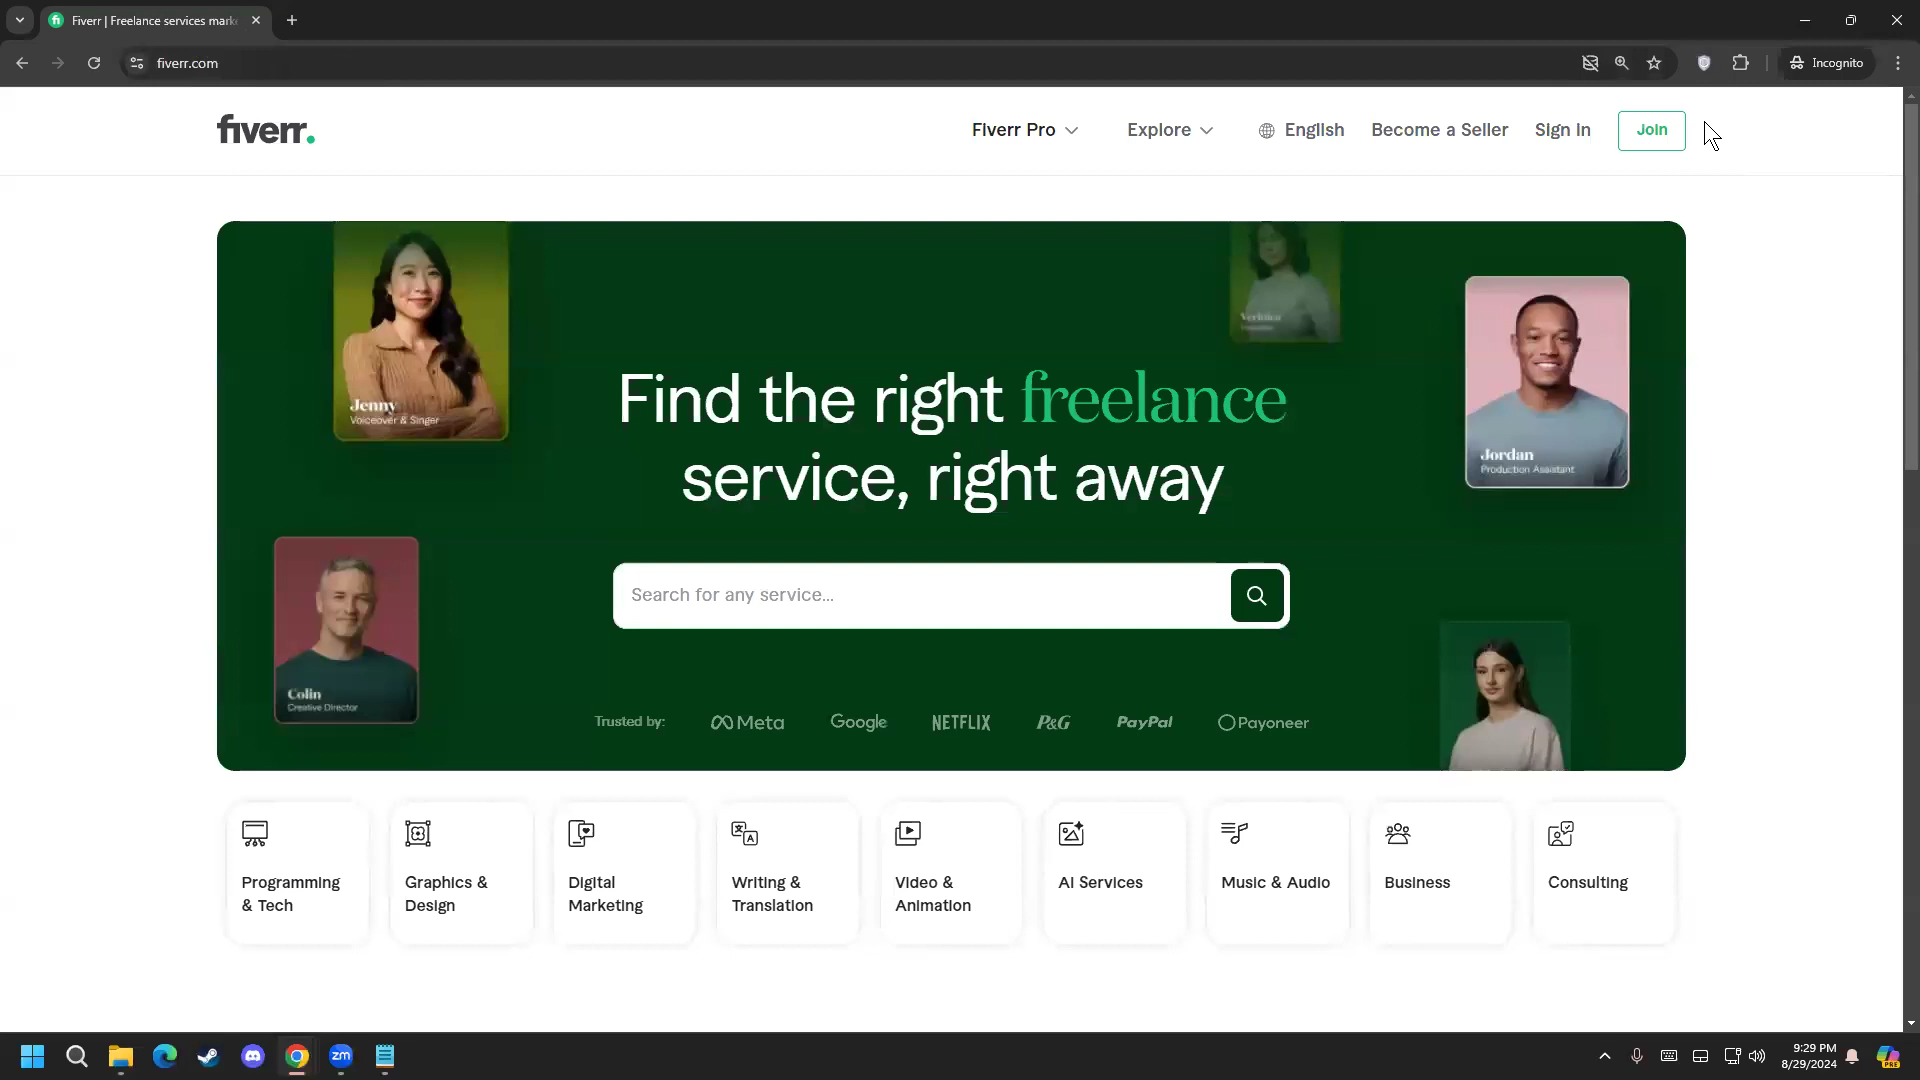 Fiverr | Freelance services mark
fiverr.com
Incognito
fiverr.
Fiverr Pro
Explore
English
Become a Seller
Sign in
Join
Jenny
Voiceover & Singer
Jordan
Production Assistant
Find the right freelance
service, right away
Search for any service...
Colin
Creative Director
Trusted by:
Meta
Google
NETFLIX
P&G
PayPal
Payoneer
Programming
& Tech
Graphics &
Design
Digital
Marketing
Writing &
Translation
Video &
Animation
AI Services
Music & Audio
Business
Consulting
zm
9:29 PM
8/29/2024
PRE